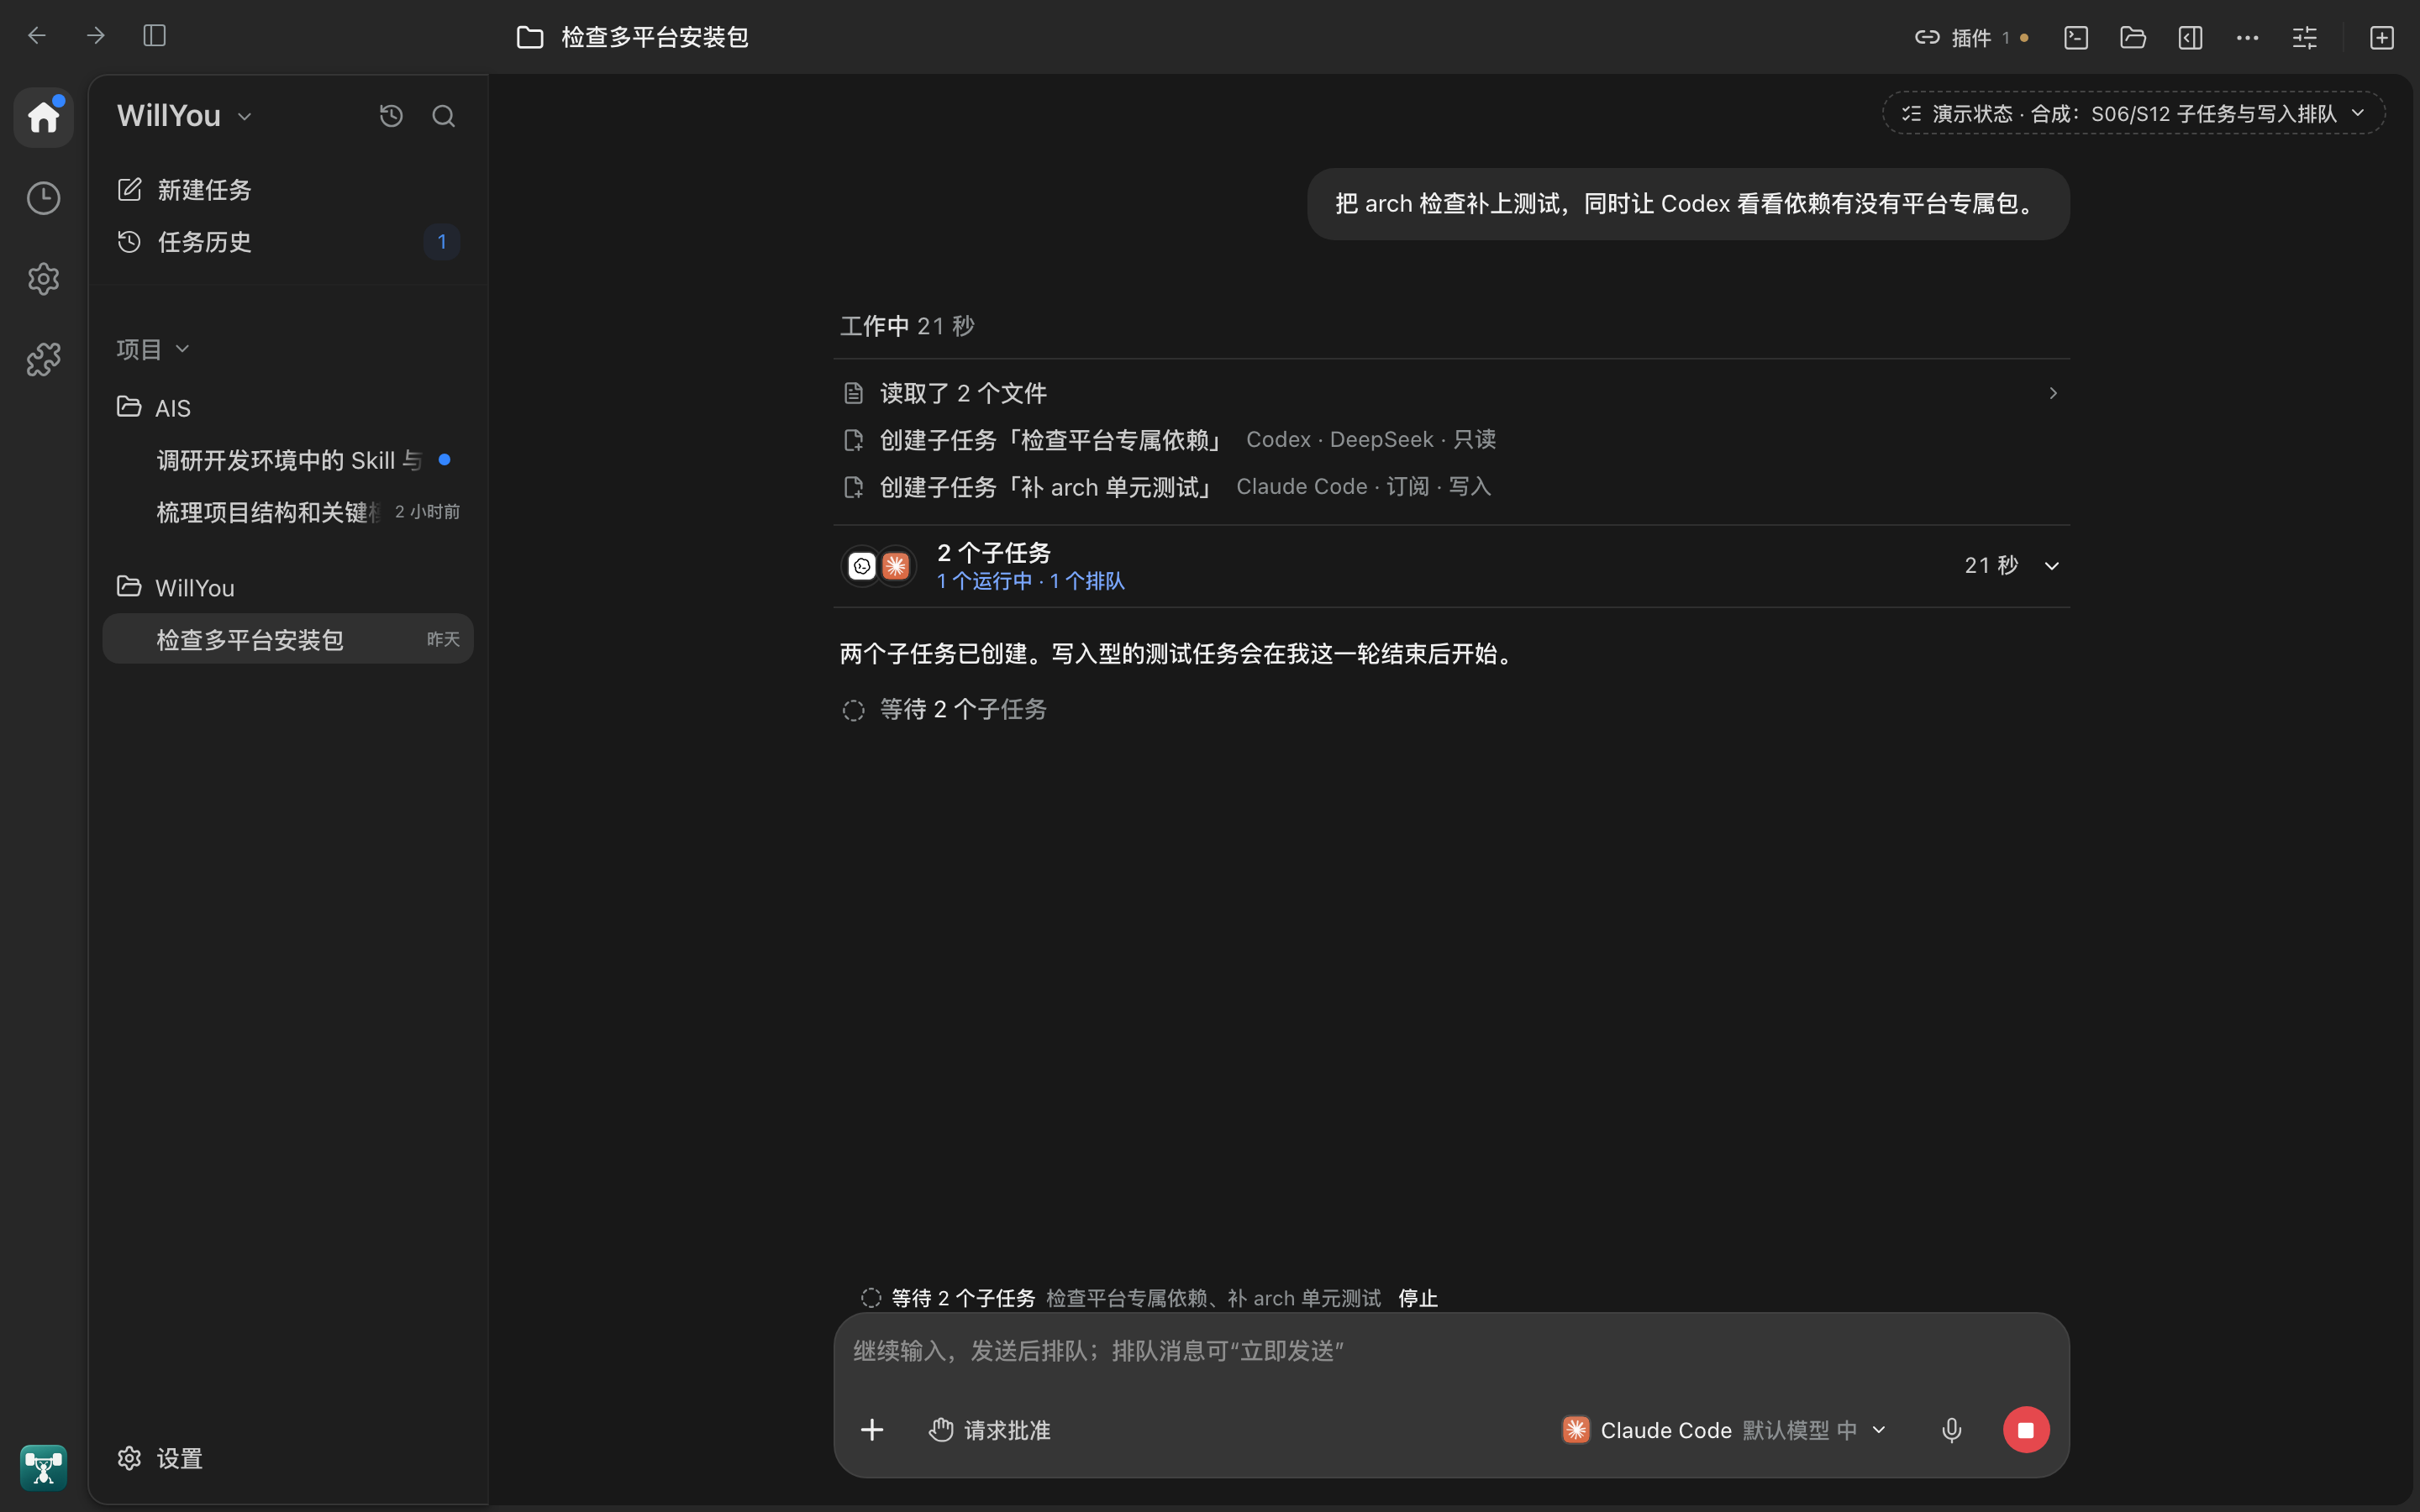 检查多平台安装包
插件 1
WillYou
演示状态 · 合成：S06/S12 子任务与写入排队
新建任务
任务历史 1
项目
AIS
调研开发环境中的 Skill 与
梳理项目结构和关键 2 小时前
WillYou
检查多平台安装包 昨天
设置
把 arch 检查补上测试，同时让 Codex 看看依赖有没有平台专属包。
工作中 21 秒
读取了 2 个文件
创建子任务「检查平台专属依赖」 Codex · DeepSeek · 只读
创建子任务「补 arch 单元测试」 Claude Code · 订阅 · 写入
2 个子任务
1 个运行中 · 1 个排队
21 秒
两个子任务已创建。写入型的测试任务会在我这一轮结束后开始。
等待 2 个子任务
等待 2 个子任务 检查平台专属依赖、补 arch 单元测试 停止
继续输入，发送后排队；排队消息可“立即发送”
请求批准
Claude Code 默认模型 中